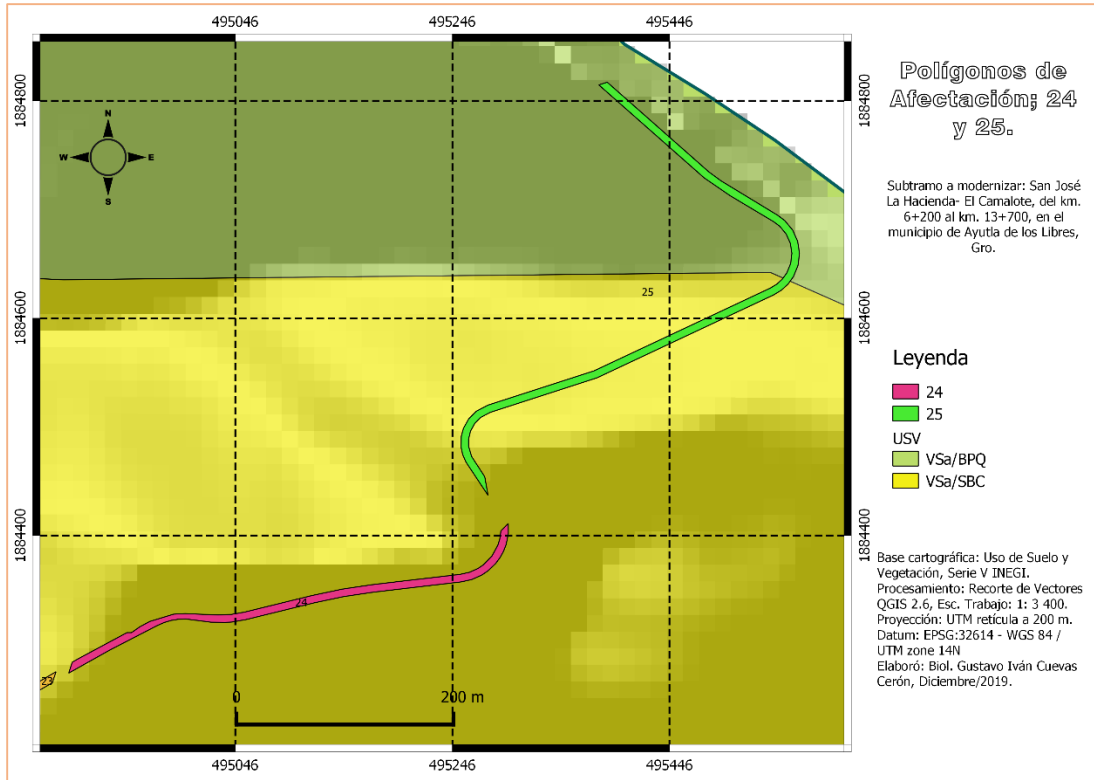 495046 495246 495446
1884800 1884800
N
W E
S
Polígonos de
Afectación; 24
y 25.
Subtramo a modernizar: San José
La Hacienda- El Camalote, del km.
6+200 al km. 13+700, en el
municipio de Ayutla de los Libres,
Gro.
25
1884600 1884600
Leyenda
24
25
USV
VSa/BPQ
VSa/SBC
1884400 1884400
24
23
0 200 m
Base cartográfica: Uso de Suelo y
Vegetación, Serie V INEGI.
Procesamiento: Recorte de Vectores
QGIS 2.6, Esc. Trabajo: 1: 3 400.
Proyección: UTM retícula a 200 m.
Datum: EPSG:32614 - WGS 84 /
UTM zone 14N
Elaboró: Biol. Gustavo Iván Cuevas
Cerón, Diciembre/2019.
495046 495246 495446